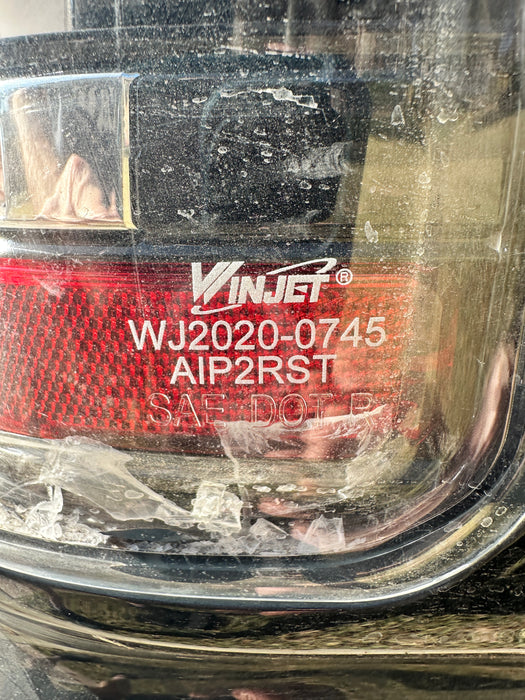 WINJET®
WJ2020-0745
AIP2RST
SAE DOT R